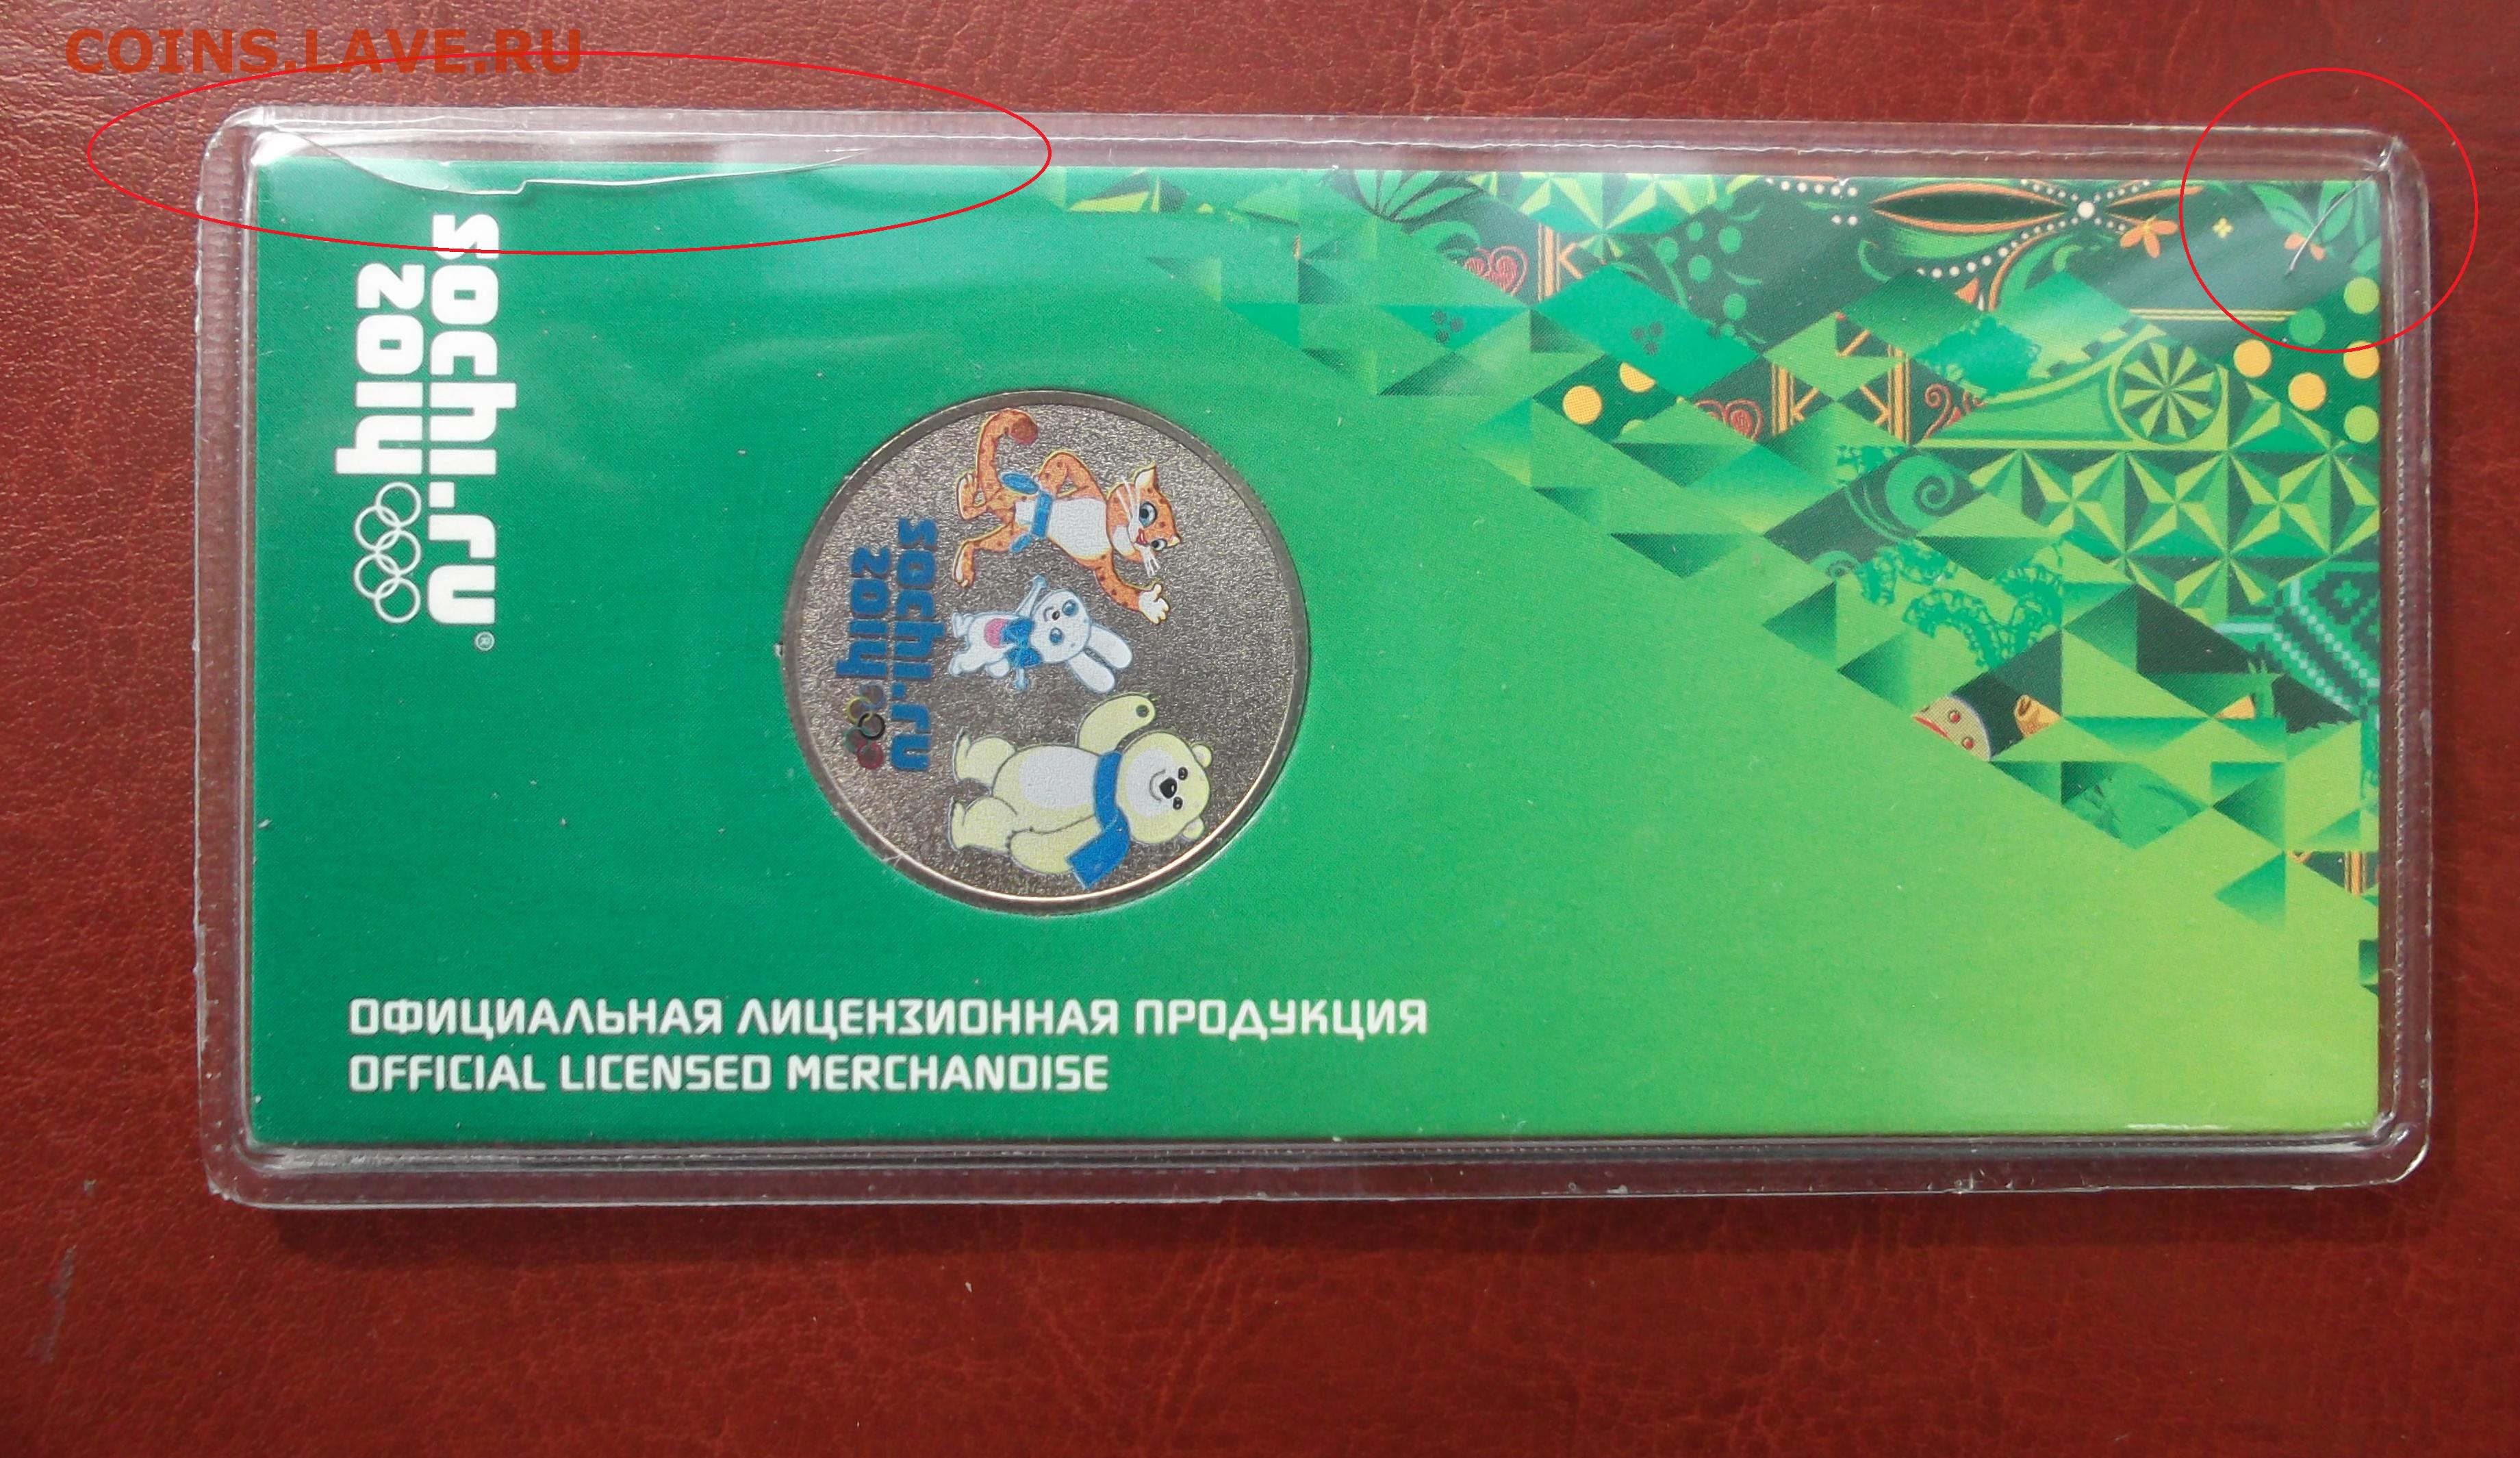 COINS.LAVE.RU
sochi.ru
2014
®
sochi.ru
2014
ОФИЦИАЛЬНАЯ ЛИЦЕНЗИОННАЯ ПРОДУКЦИЯ
OFFICIAL LICENSED MERCHANDISE